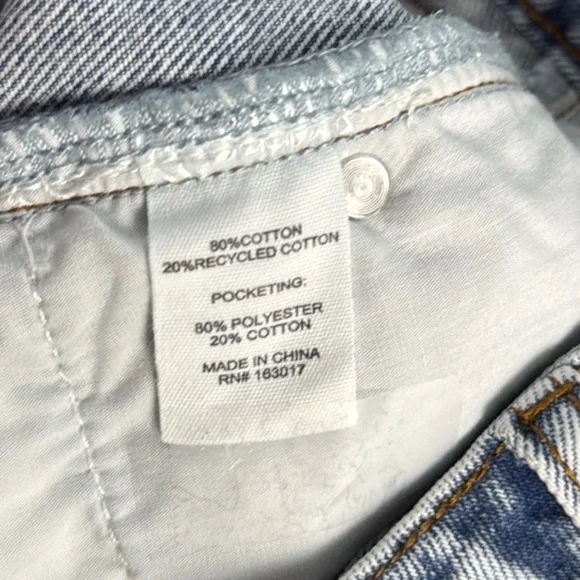 80%COTTON
20%RECYCLED COTTON
POCKETING:
80% POLYESTER
20% COTTON
MADE IN CHINA
RN# 163017